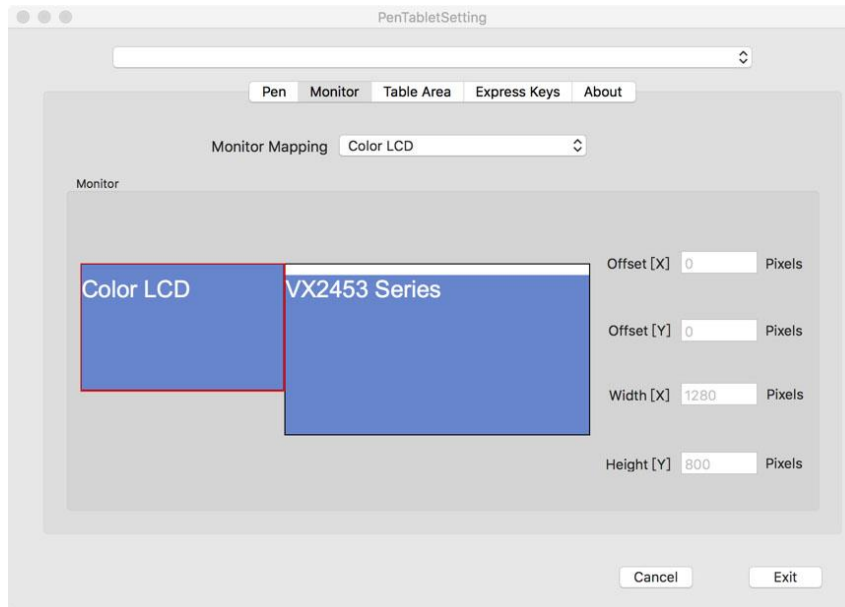 PenTabletSetting
Pen Monitor Table Area Express Keys About
Monitor Mapping Color LCD
Monitor
Color LCD VX2453 Series
Offset [X] 0 Pixels
Offset [Y] 0 Pixels
Width [X] 1280 Pixels
Height [Y] 800 Pixels
Cancel Exit